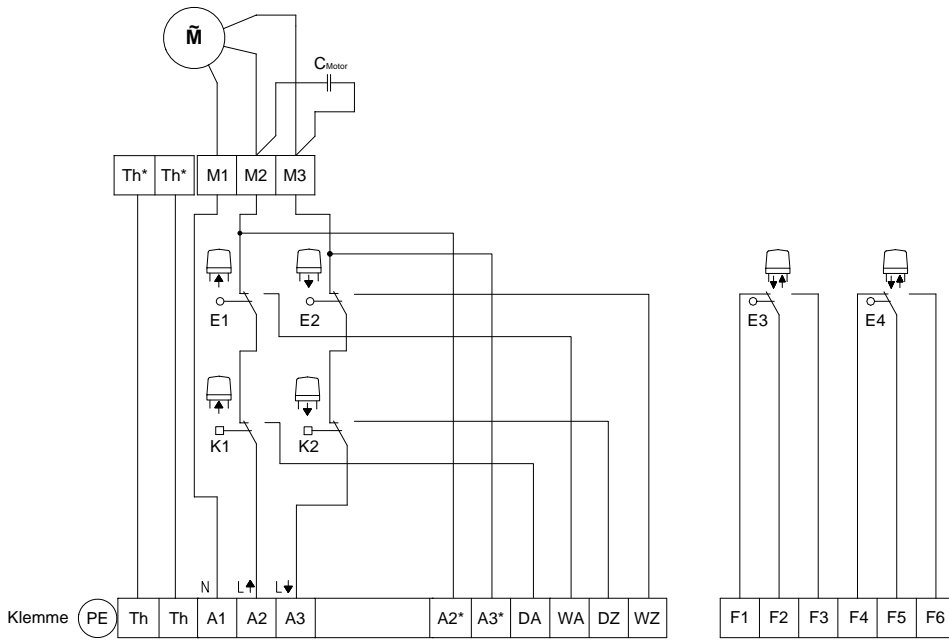 M̃
C Motor
Th* Th* M1 M2 M3
E1 E2 E3 E4
K1 K2
N L L
Klemme PE Th Th A1 A2 A3 A2* A3* DA WA DZ WZ F1 F2 F3 F4 F5 F6